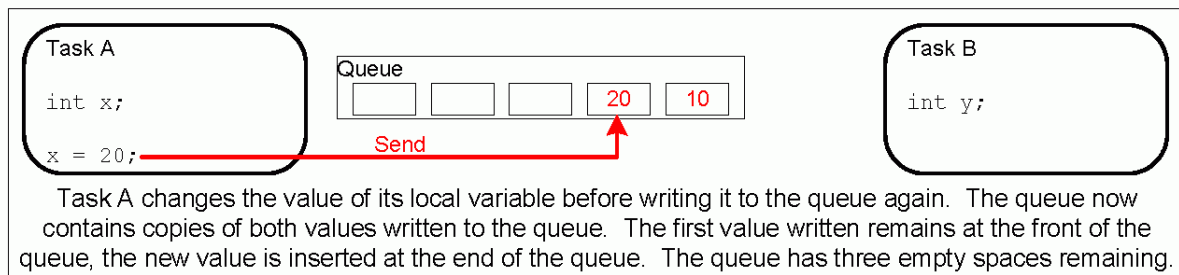 Task A
int x;
x = 20;
Queue
20 10
Send
Task B
int y;
Task A changes the value of its local variable before writing it to the queue again. The queue now
contains copies of both values written to the queue. The first value written remains at the front of the
queue, the new value is inserted at the end of the queue. The queue has three empty spaces remaining.